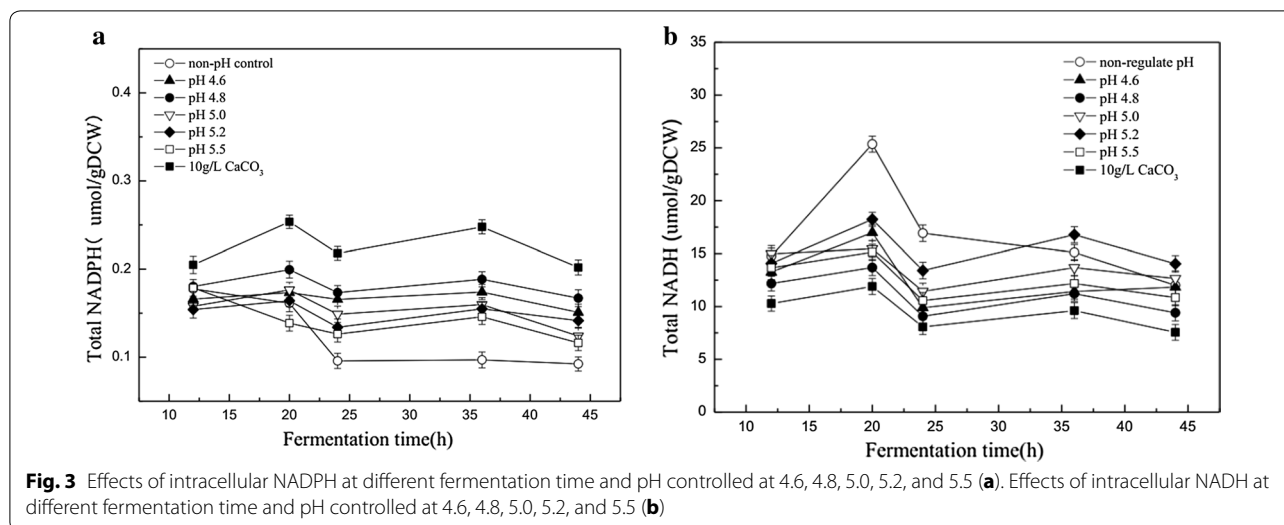 a
non-pH control
pH 4.6
pH 4.8
pH 5.0
pH 5.2
pH 5.5
10g/L CaCO₃
0.4
0.3
0.2
0.1
Total NADPH( umol/gDCW)
10 15 20 25 30 35 40 45
Fermentation time(h)
b
non-regulate pH
pH 4.6
pH 4.8
pH 5.0
pH 5.2
pH 5.5
10g/L CaCO₃
35
30
25
20
15
10
5
0
Total NADH (umol/gDCW)
10 15 20 25 30 35 40 45
Fermentation time(h)
Fig. 3 Effects of intracellular NADPH at different fermentation time and pH controlled at 4.6, 4.8, 5.0, 5.2, and 5.5 (a). Effects of intracellular NADH at
different fermentation time and pH controlled at 4.6, 4.8, 5.0, 5.2, and 5.5 (b)